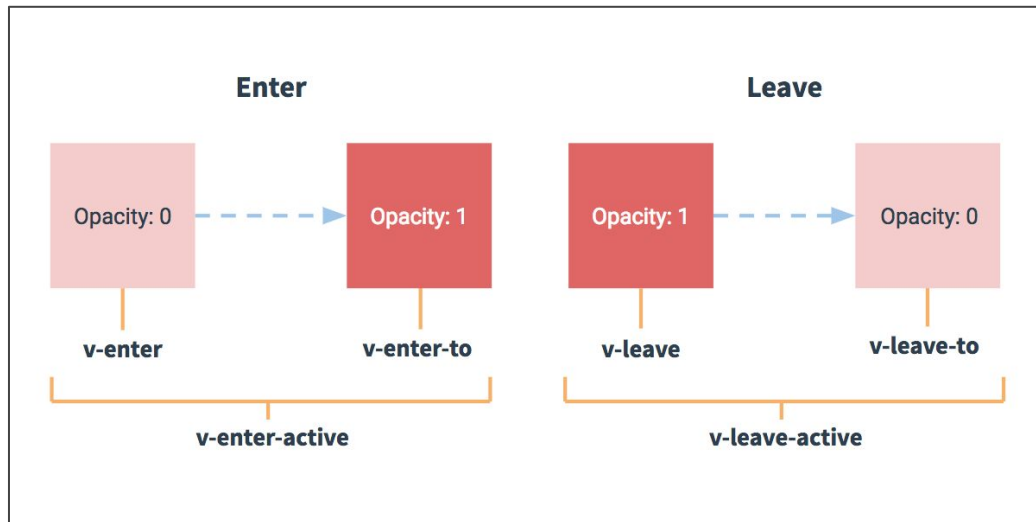 Enter
Leave
Opacity: 0
Opacity: 1
Opacity: 1
Opacity: 0
v-enter
v-enter-to
v-leave
v-leave-to
v-enter-active
v-leave-active